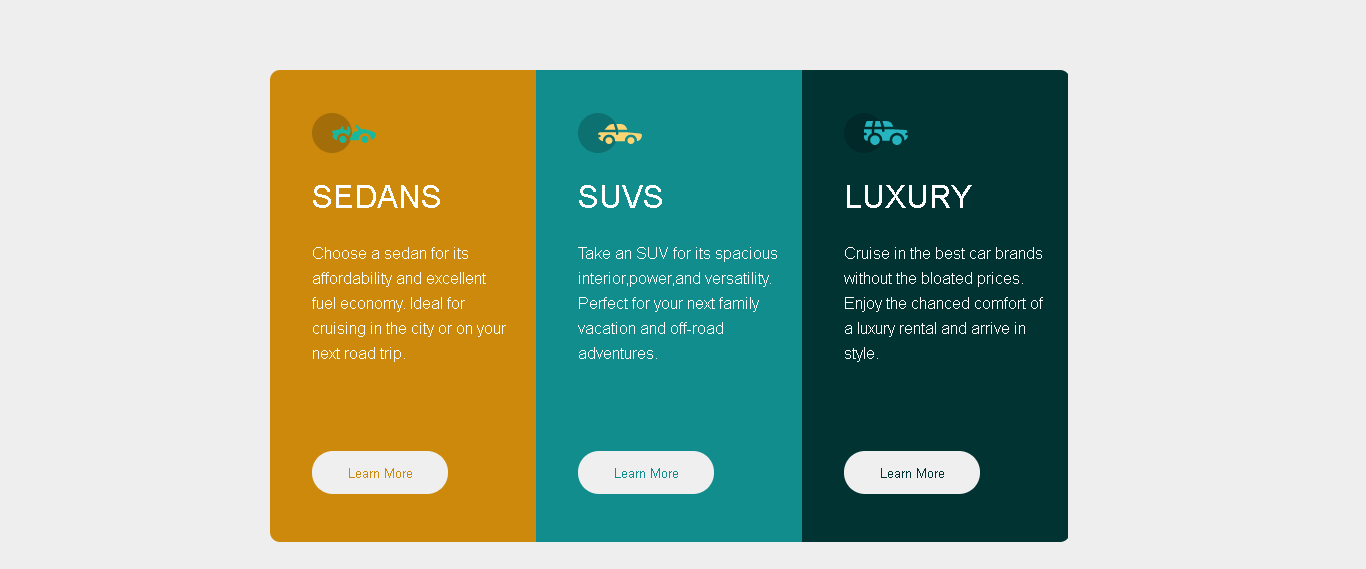 SEDANS
Choose a sedan for its
affordability and excellent
fuel economy. Ideal for
cruising in the city or on your
next road trip.
Learn More
SUVS
Take an SUV for its spacious
interior,power,and versatility.
Perfect for your next family
vacation and off-road
adventures.
Learn More
LUXURY
Cruise in the best car brands
without the bloated prices.
Enjoy the chanced comfort of
a luxury rental and arrive in
style.
Learn More